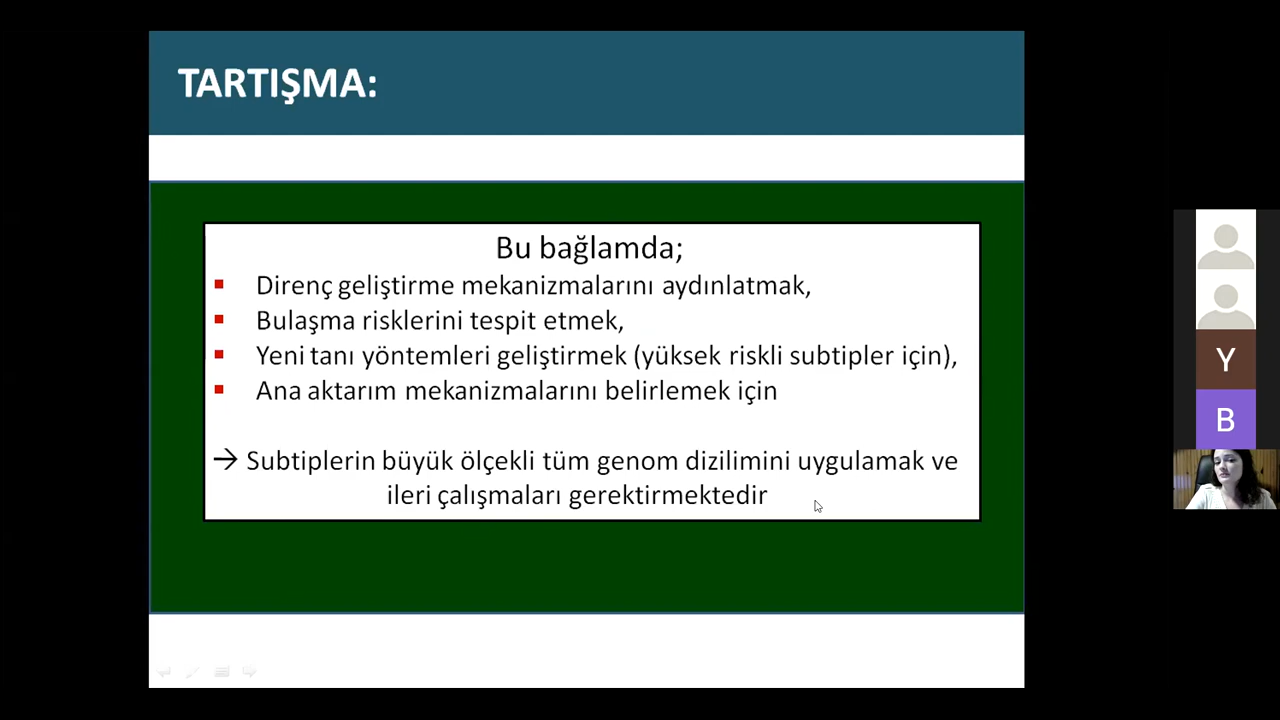 TARTIŞMA:
Bu bağlamda;
▪ Direnç geliştirme mekanizmalarını aydınlatmak,
▪ Bulaşma risklerini tespit etmek,
▪ Yeni tanı yöntemleri geliştirmek (yüksek riskli subtipler için),
▪ Ana aktarım mekanizmalarını belirlemek için
→ Subtiplerin büyük ölçekli tüm genom dizilimini uygulamak ve
ileri çalışmaları gerektirmektedir
Y
B